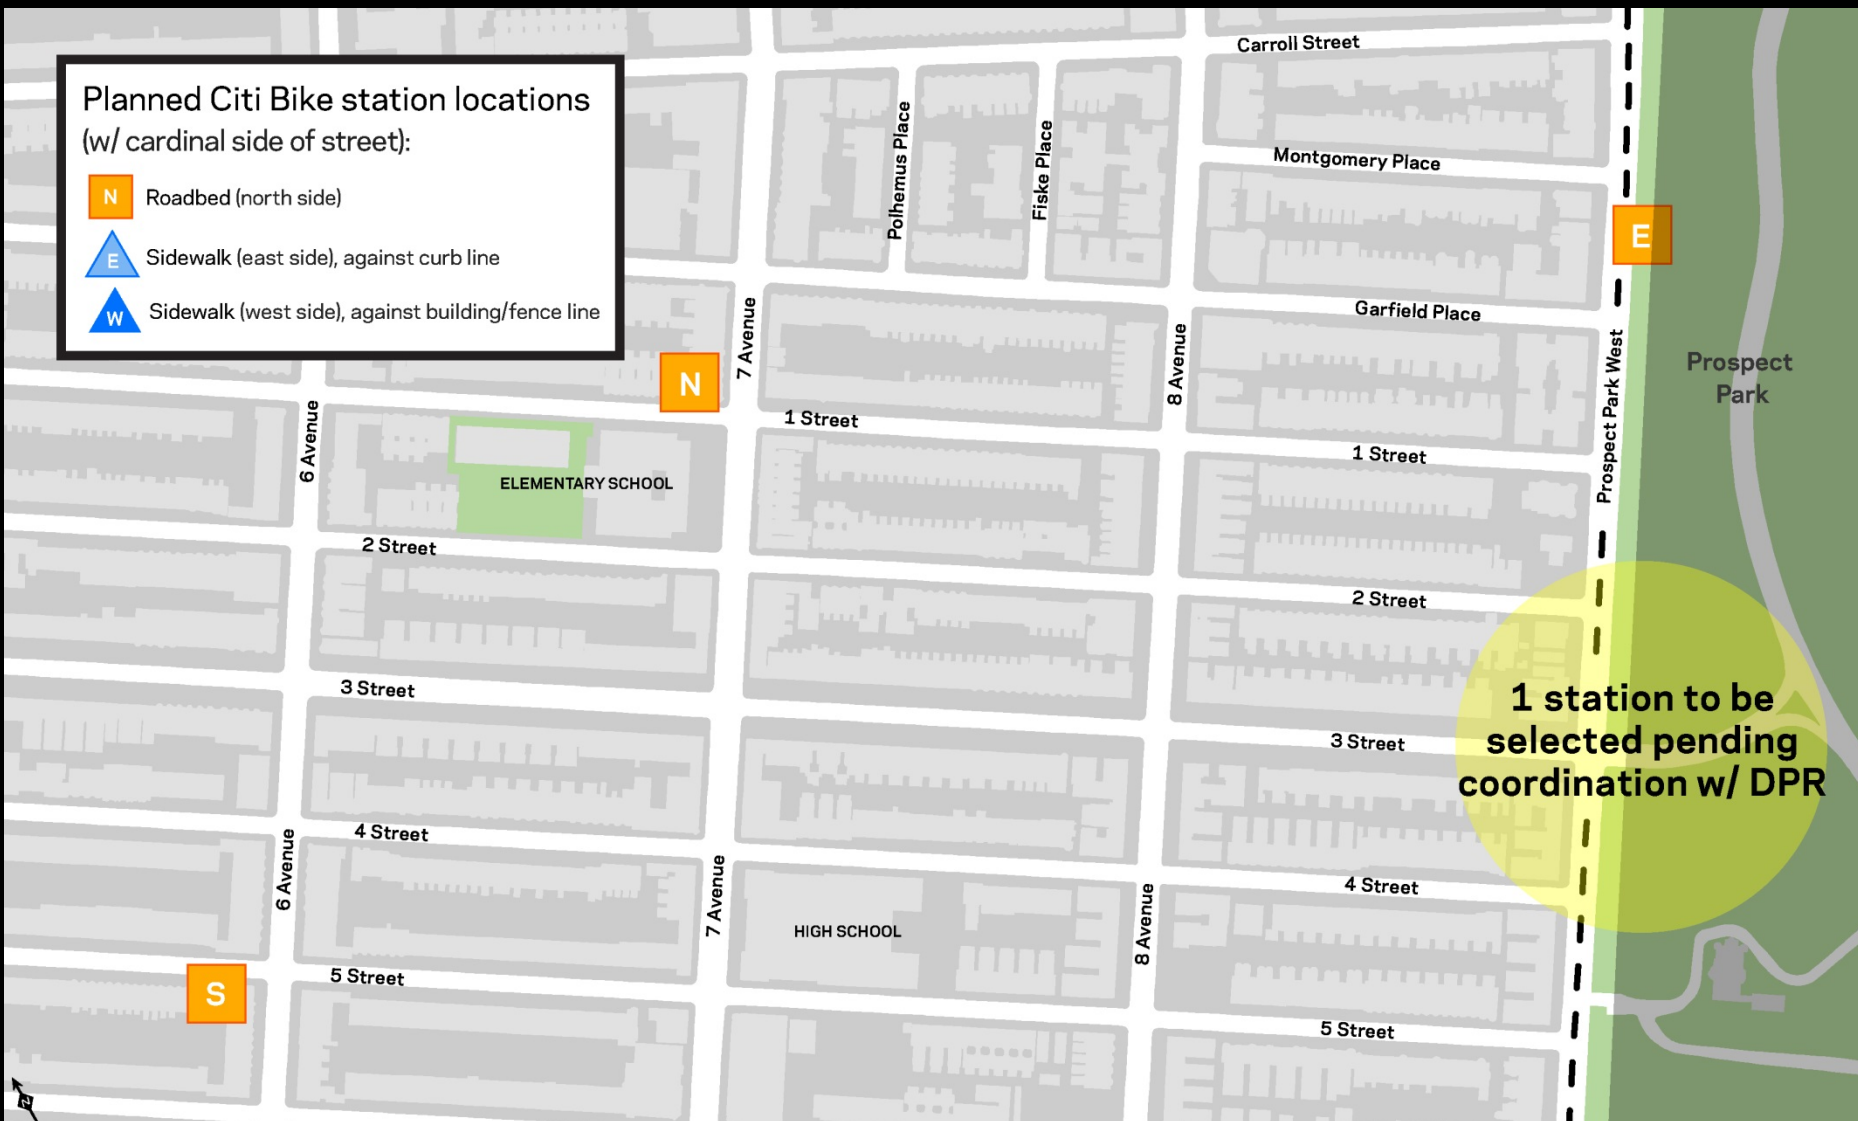 Carroll Street
Planned Citi Bike station locations
(w/ cardinal side of street):
N
Roadbed (north side)
E
Sidewalk (east side), against curb line
W
Sidewalk (west side), against building/fence line
Polhemus Place
Fiske Place
Montgomery Place
E
Garfield Place
7 Avenue
8 Avenue
Prospect Park West
Prospect
Park
N
6 Avenue
1 Street
1 Street
ELEMENTARY SCHOOL
2 Street
2 Street
3 Street
3 Street
1 station to be
selected pending
coordination w/ DPR
4 Street
4 Street
6 Avenue
7 Avenue
8 Avenue
HIGH SCHOOL
S
5 Street
5 Street
N